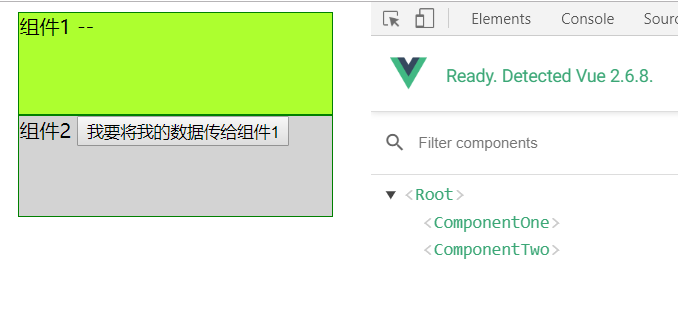 组件1 --
组件2 我要将我的数据传给组件1
Elements Console Sourc
Ready. Detected Vue 2.6.8.
Filter components
<Root>
<ComponentOne>
<ComponentTwo>